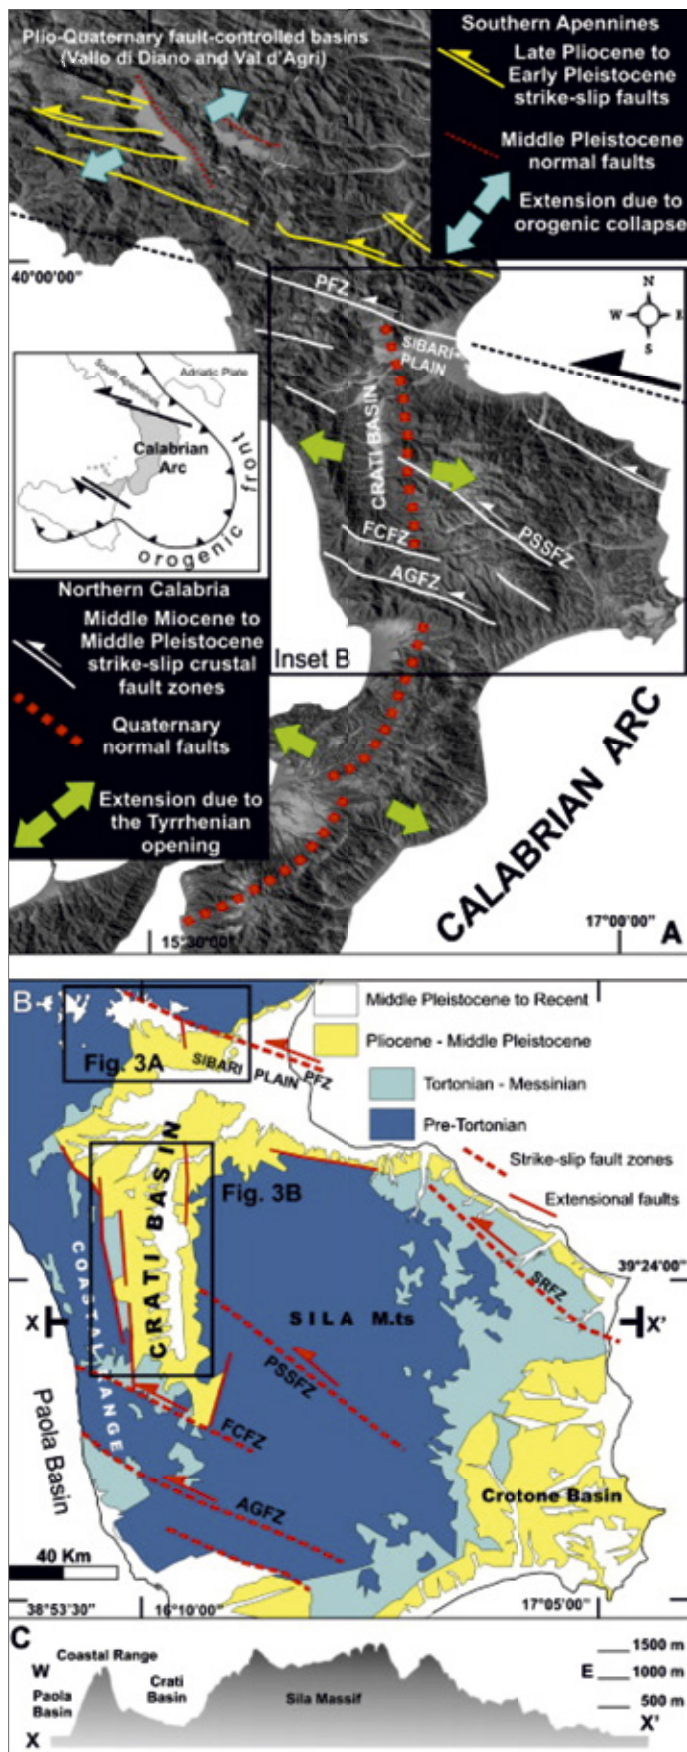 Plio-Quaternary fault-controlled basins
(Vallo di Diano and Val d'Agri)
Southern Apennines
Late Pliocene to
Early Pleistocene
strike-slip faults
Middle Pleistocene
normal faults
Extension due to
orogenic collapse
40°00'00"
PFZ
N
W
E
S
SIBARI
PLAIN
CRATI BASIN
FCFZ
PSSFZ
AGFZ
Inset B
South Apennines
Adriatic Plate
Calabrian
Arc
orogenic front
Northern Calabria
Middle Miocene to
Middle Pleistocene
strike-slip crustal
fault zones
Quaternary
normal faults
Extension due to
the Tyrrhenian
opening
CALABRIAN ARC
15°30'00"
17°00'00"
A
B
Middle Pleistocene to Recent
Pliocene - Middle Pleistocene
Tortonian - Messinian
Pre-Tortonian
Strike-slip fault zones
Extensional faults
Fig. 3A
SIBARI PLAIN
PFZ
Fig. 3B
CRATI BASIN
COASTAL RANGE
39°24'00"
SRFZ
X
X'
SILA M.ts
PSSFZ
FCFZ
AGFZ
Paola Basin
Crotone Basin
40 Km
38°53'30"
16°10'00"
17°05'00"
C
Coastal Range
W
Paola
Basin
Crati
Basin
Sila Massif
E
1500 m
1000 m
500 m
X
X'